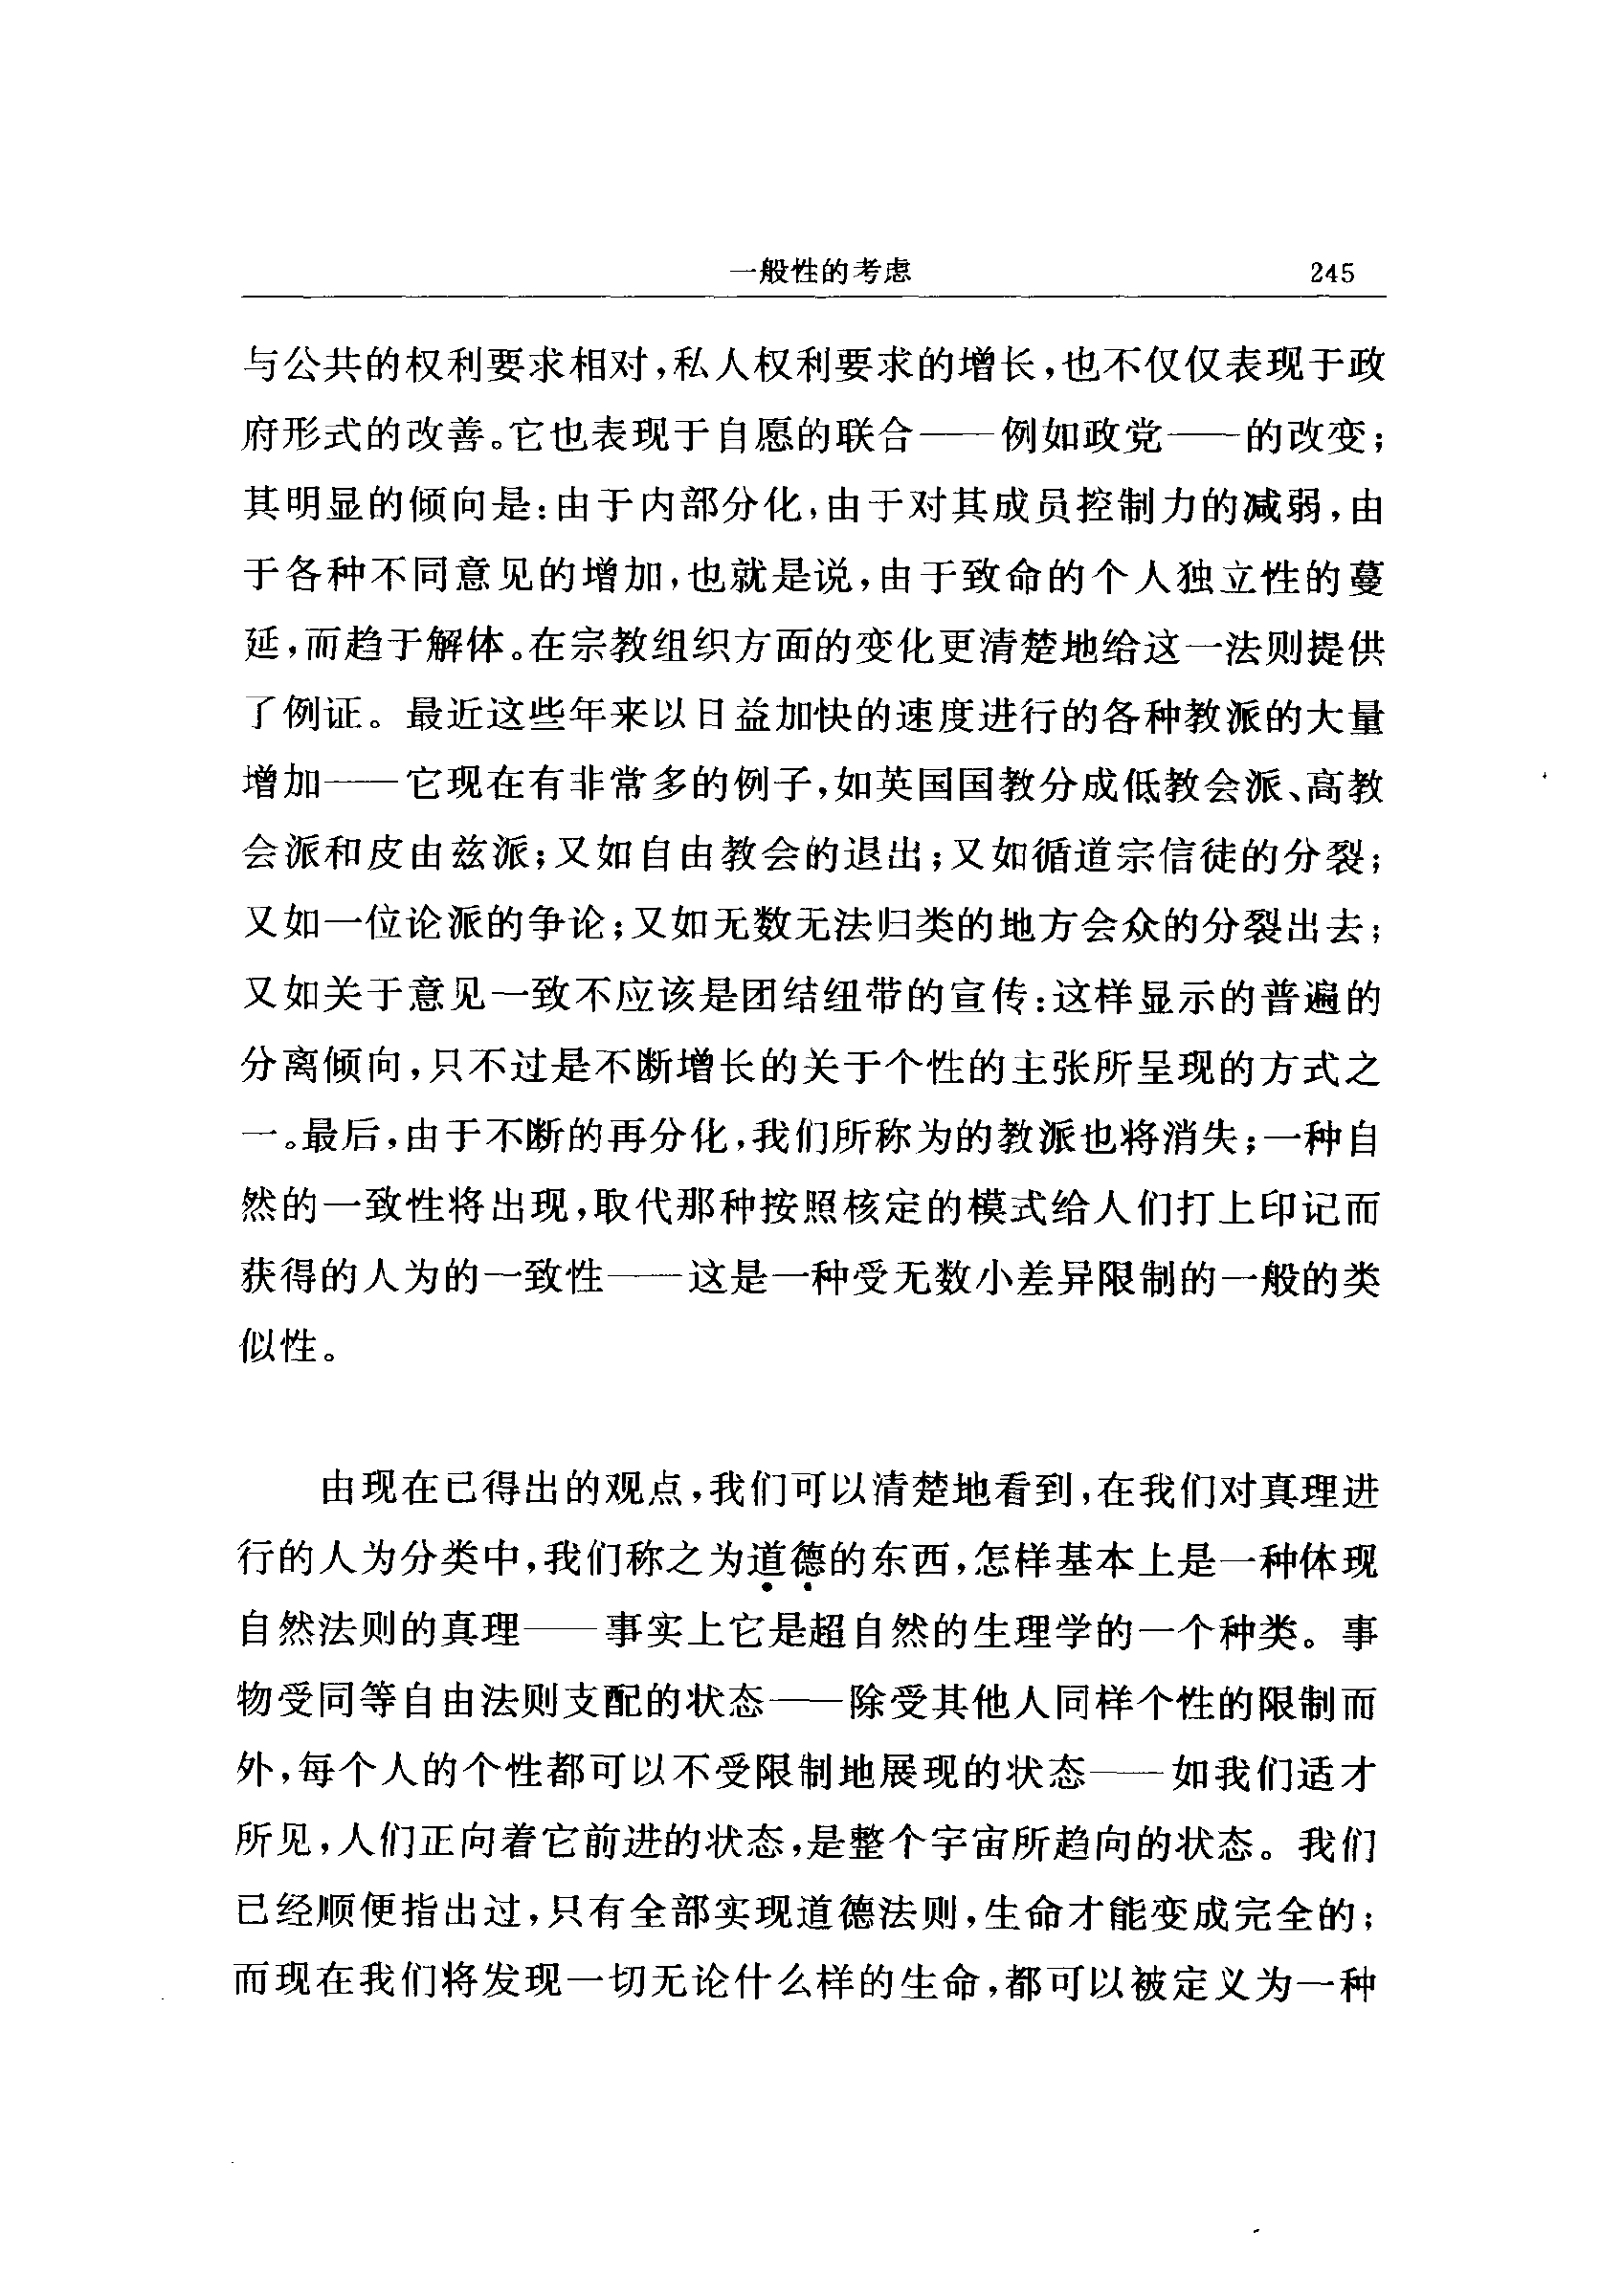 一般性的考虑 245
与公共的权利要求相对,私人权利要求的增长,也不仅仅表现于政
府形式的改善。它也表现于自愿的联合——例如政党——的改变;
其明显的倾向是:由于内部分化,由于对其成员控制力的减弱,由
于各种不同意见的增加,也就是说,由于致命的个人独立性的蔓
延,而趋于解体。在宗教组织方面的变化更清楚地给这一法则提供
了例证。最近这些年来以日益加快的速度进行的各种教派的大量
增加——它现在有非常多的例子,如英国国教分成低教会派、高教
会派和皮由兹派;又如自由教会的退出;又如循道宗信徒的分裂;
又如一位论派的争论;又如无数无法归类的地方会众的分裂出去;
又如关于意见一致不应该是团结纽带的宣传:这样显示的普遍的
分离倾向,只不过是不断增长的关于个性的主张所呈现的方式之
一。最后,由于不断的再分化,我们所称为的教派也将消失;一种自
然的一致性将出现,取代那种按照核定的模式给人们打上印记而
获得的人为的一致性——这是一种受无数小差异限制的一般的类
似性。
由现在已得出的观点,我们可以清楚地看到,在我们对真理进
行的人为分类中,我们称之为道德的东西,怎样基本上是一种体现
自然法则的真理——事实上它是超自然的生理学的一个种类。事
物受同等自由法则支配的状态——除受其他人同样个性的限制而
外,每个人的个性都可以不受限制地展现的状态——如我们适才
所见,人们正向着它前进的状态,是整个宇宙所趋向的状态。我们
已经顺便指出过,只有全部实现道德法则,生命才能变成完全的;
而现在我们将发现一切无论什么样的生命,都可以被定义为一种